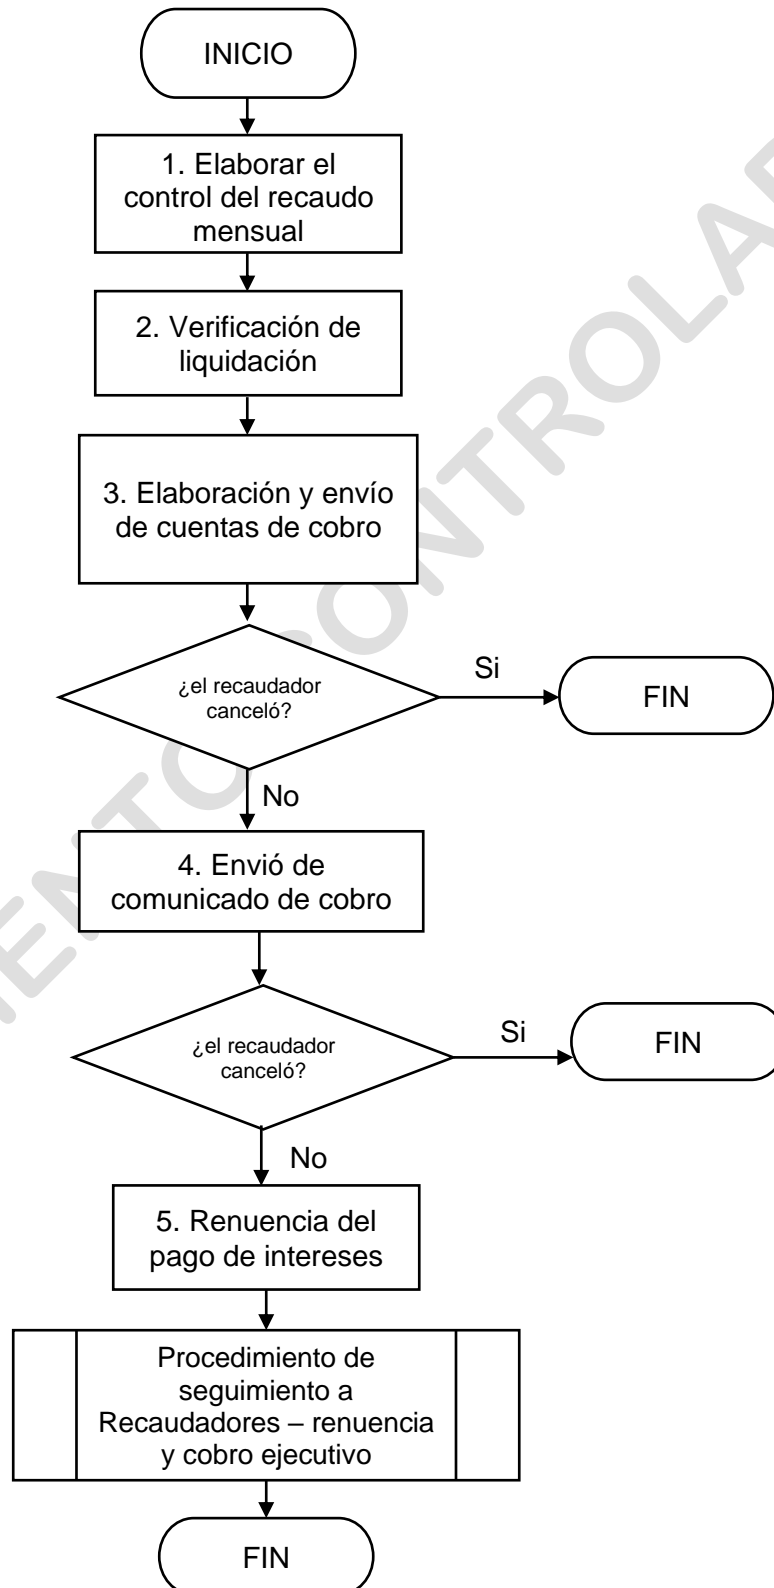 INICIO
1. Elaborar el
control del recaudo
mensual
2. Verificación de
liquidación
3. Elaboración y envío
de cuentas de cobro
¿el recaudador
canceló?
Si
FIN
No
4. Envió de
comunicado de cobro
¿el recaudador
canceló?
Si
FIN
No
5. Renuencia del
pago de intereses
Procedimiento de
seguimiento a
Recaudadores – renuencia
y cobro ejecutivo
FIN